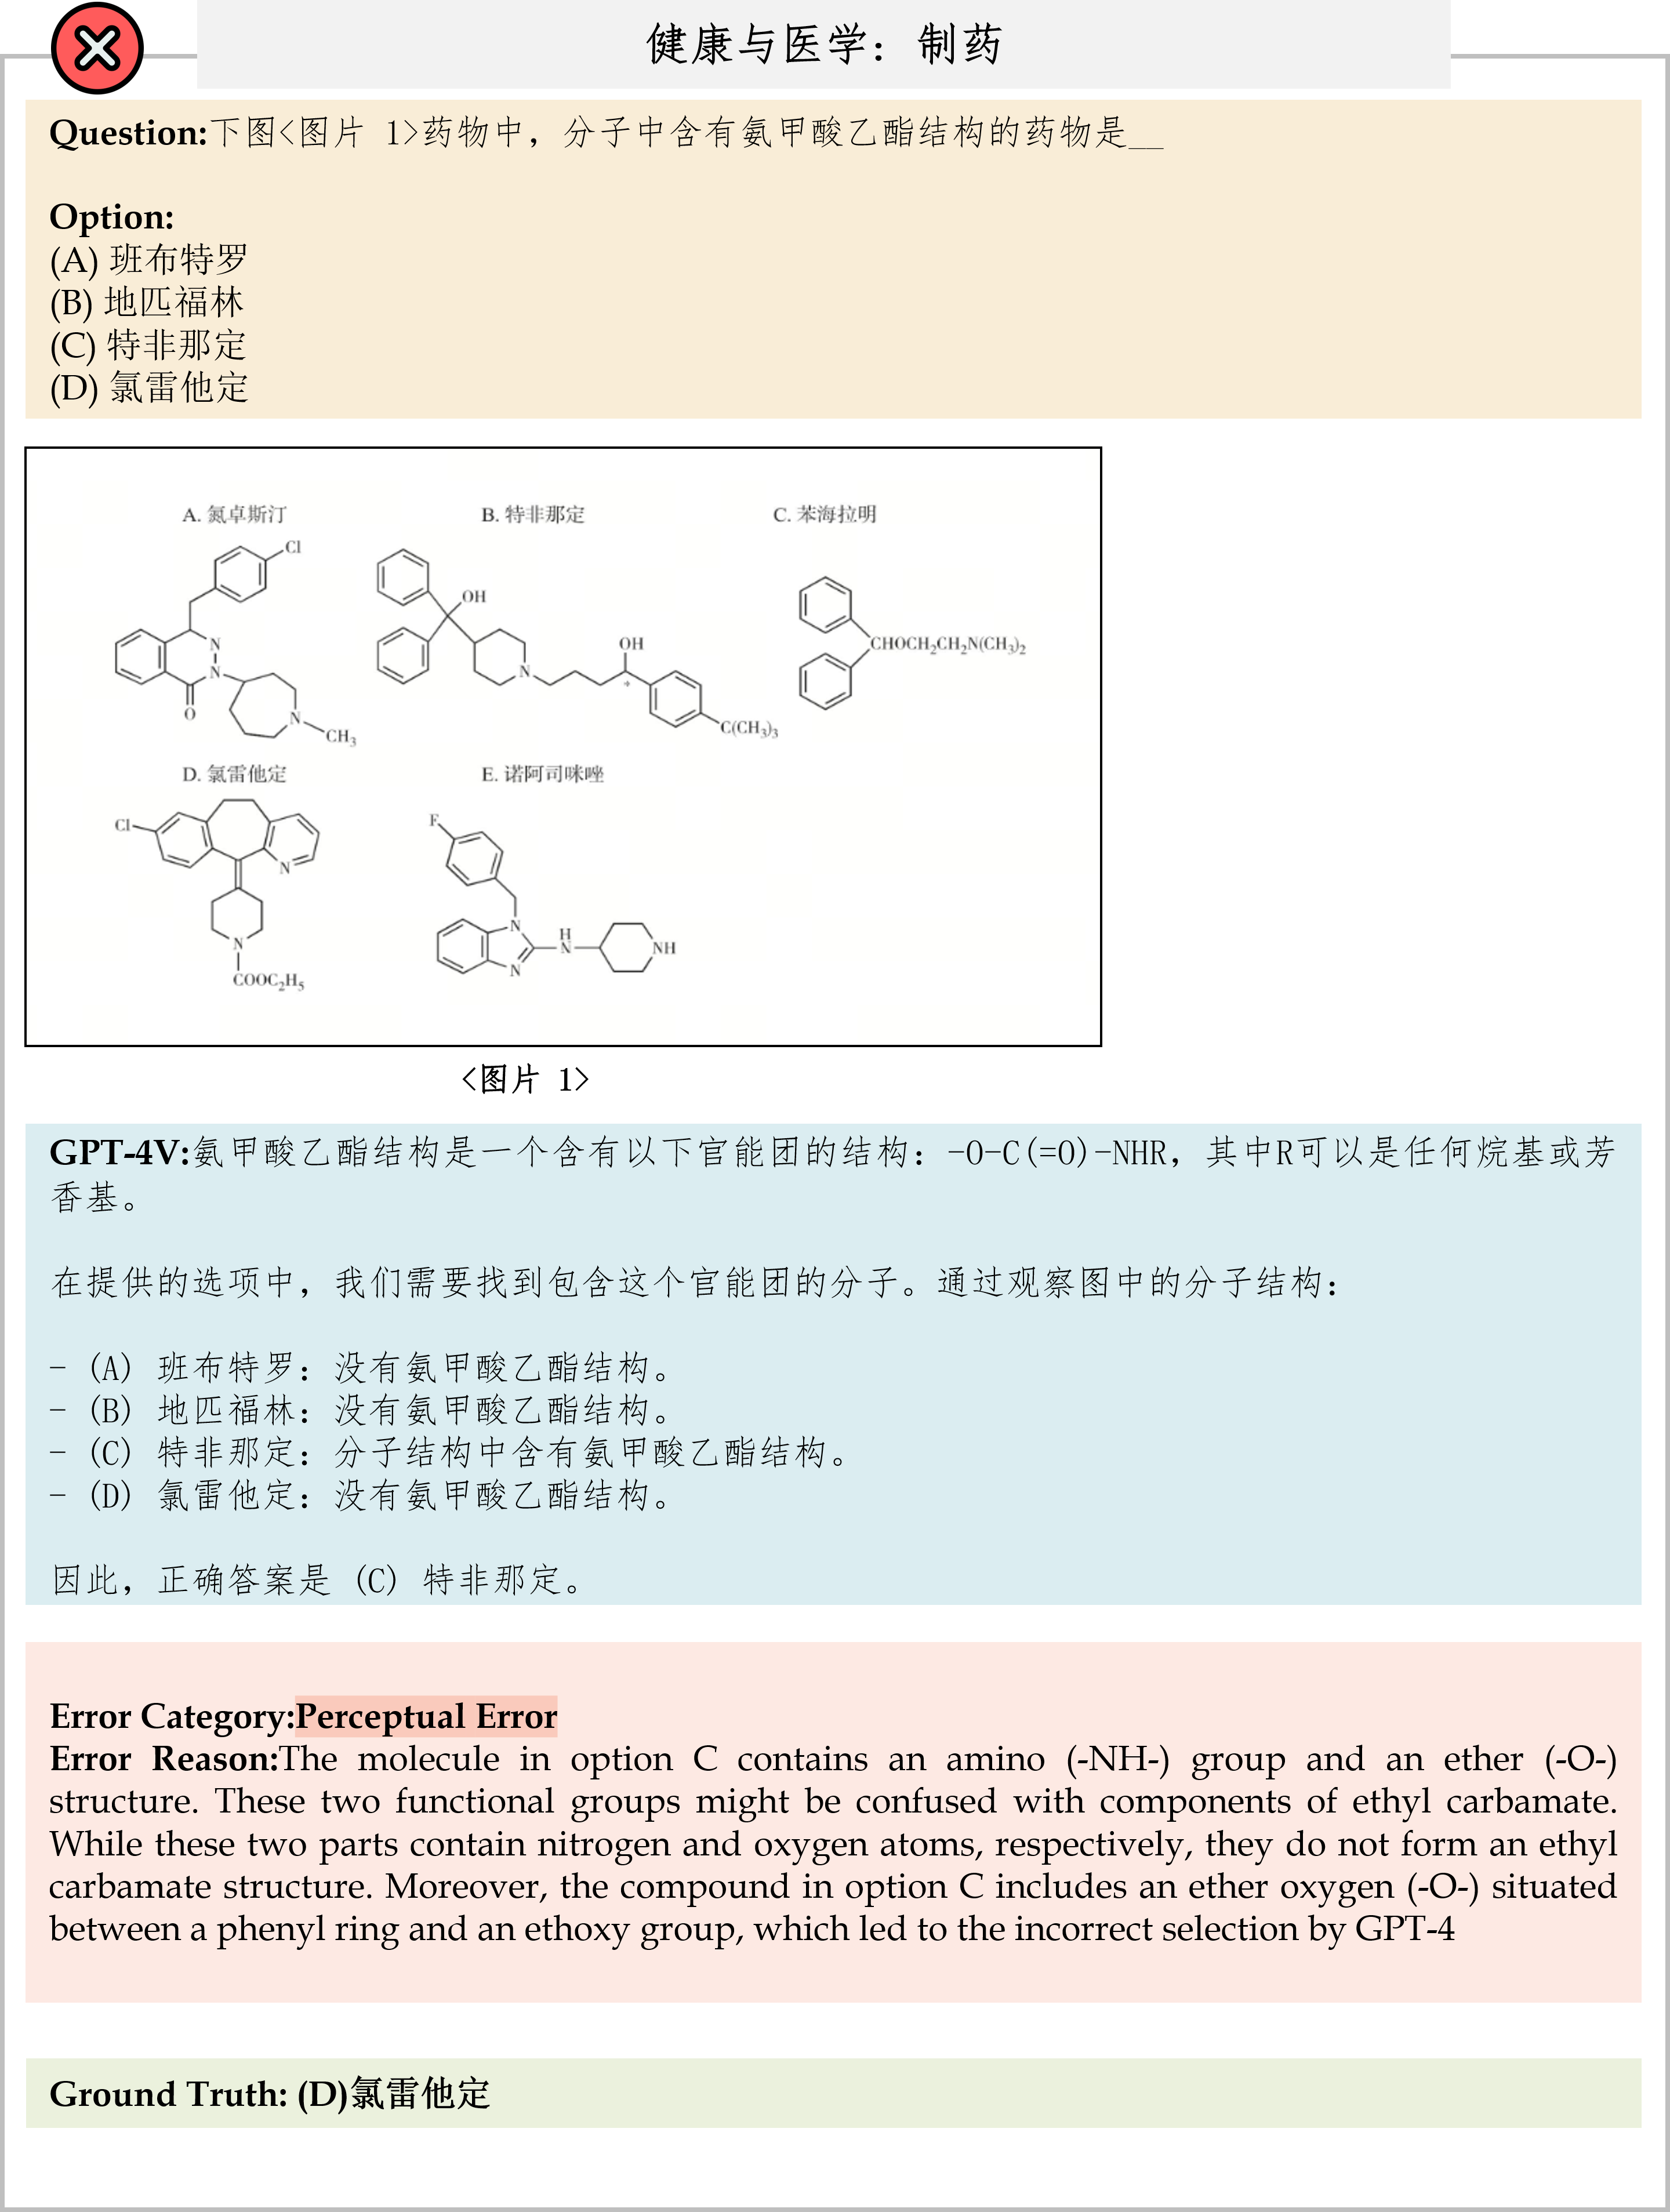 健康与医学：制药
Question:下图<图片 1>药物中，分子中含有氨甲酸乙酯结构的药物是__
Option:
(A) 班布特罗
(B) 地匹福林
(C) 特非那定
(D) 氯雷他定
A. 氮卓斯汀
B. 特非那定
C. 苯海拉明
Cl
N
N
O
N
CH3
OH
N
OH
*
C(CH3)3
CHOCH2CH2N(CH3)2
D. 氯雷他定
E. 诺阿司咪唑
Cl
N
N
COOC2H5
F
N
N
H
N
NH
<图片 1>
GPT-4V:氨甲酸乙酯结构是一个含有以下官能团的结构：-O-C(=O)-NHR，其中R可以是任何烷基或芳
香基。
在提供的选项中，我们需要找到包含这个官能团的分子。通过观察图中的分子结构：
- (A) 班布特罗：没有氨甲酸乙酯结构。
- (B) 地匹福林：没有氨甲酸乙酯结构。
- (C) 特非那定：分子结构中含有氨甲酸乙酯结构。
- (D) 氯雷他定：没有氨甲酸乙酯结构。
因此，正确答案是 (C) 特非那定。
Error Category:Perceptual Error
Error Reason:The molecule in option C contains an amino (-NH-) group and an ether (-O-)
structure. These two functional groups might be confused with components of ethyl carbamate.
While these two parts contain nitrogen and oxygen atoms, respectively, they do not form an ethyl
carbamate structure. Moreover, the compound in option C includes an ether oxygen (-O-) situated
between a phenyl ring and an ethoxy group, which led to the incorrect selection by GPT-4
Ground Truth: (D)氯雷他定